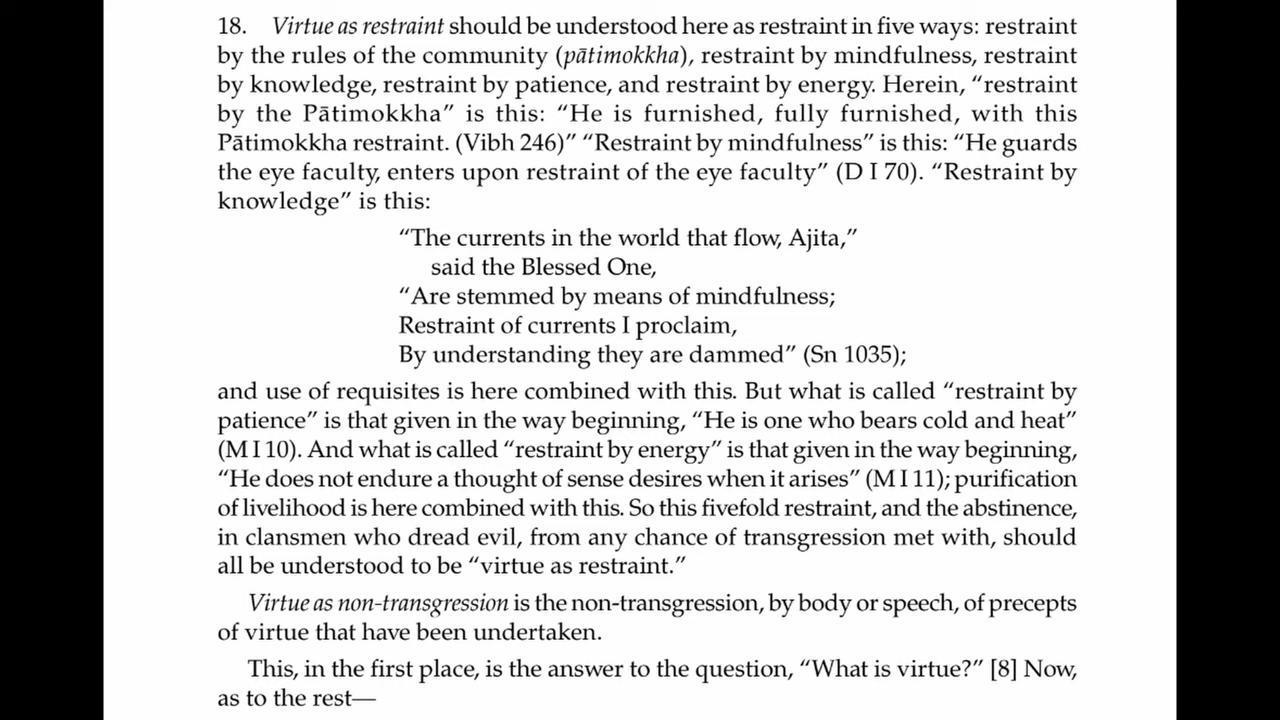 18. Virtue as restraint should be understood here as restraint in five ways: restraint
by the rules of the community (pātimokkha), restraint by mindfulness, restraint
by knowledge, restraint by patience, and restraint by energy. Herein, “restraint
by the Pātimokkha” is this: “He is furnished, fully furnished, with this
Pātimokkha restraint. (Vibh 246)” “Restraint by mindfulness” is this: “He guards
the eye faculty, enters upon restraint of the eye faculty” (D I 70). “Restraint by
knowledge” is this:
“The currents in the world that flow, Ajita,”
said the Blessed One,
“Are stemmed by means of mindfulness;
Restraint of currents I proclaim,
By understanding they are dammed” (Sn 1035);
and use of requisites is here combined with this. But what is called “restraint by
patience” is that given in the way beginning, “He is one who bears cold and heat”
(M I 10). And what is called “restraint by energy” is that given in the way beginning,
“He does not endure a thought of sense desires when it arises” (M I 11); purification
of livelihood is here combined with this. So this fivefold restraint, and the abstinence,
in clansmen who dread evil, from any chance of transgression met with, should
all be understood to be “virtue as restraint.”
Virtue as non-transgression is the non-transgression, by body or speech, of precepts
of virtue that have been undertaken.
This, in the first place, is the answer to the question, “What is virtue?” [8] Now,
as to the rest—